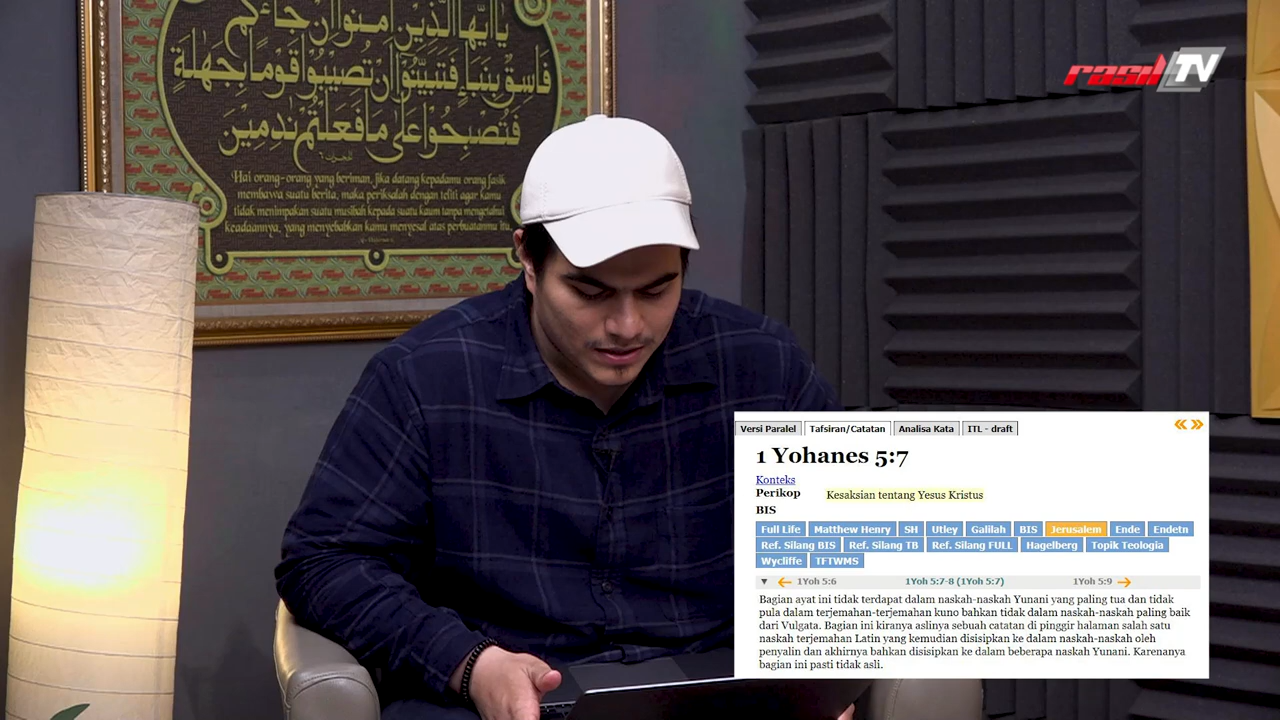 يَا أَيُّهَا الَّذِينَ آمَنُوا إِنْ جَاءَكُمْ
فَاسِقٌ بِنَبَإٍ فَتَبَيَّنُوا أَنْ تُصِيبُوا قَوْمًا بِجَهَالَةٍ
فَتُصْبِحُوا عَلَىٰ مَا فَعَلْتُمْ نَادِمِينَ
Hai orang-orang yang beriman, jika datang kepadamu orang fasik
membawa suatu berita, maka periksalah dengan teliti agar kamu
tidak menimpakan suatu musibah kepada suatu kaum tanpa mengetahui
keadaannya, yang menyebabkan kamu menyesal atas perbuatanmu itu.
rasil TV
Versi Paralel Tafsiran/Catatan Analisa Kata ITL - draft
1 Yohanes 5:7
Konteks
Perikop Kesaksian tentang Yesus Kristus
BIS
Full Life Matthew Henry SH Utley Galilah BIS Jerusalem Ende Endetn
Ref. Silang BIS Ref. Silang TB Ref. Silang FULL Hagelberg Topik Teologia
Wycliffe TFTWMS
1Yoh 5:6 1Yoh 5:7-8 (1Yoh 5:7) 1Yoh 5:9
Bagian ayat ini tidak terdapat dalam naskah-naskah Yunani yang paling tua dan tidak
pula dalam terjemahan-terjemahan kuno bahkan tidak dalam naskah-naskah paling baik
dari Vulgata. Bagian ini kiranya aslinya sebuah catatan di pinggir halaman salah satu
naskah terjemahan Latin yang kemudian disisipkan ke dalam naskah-naskah oleh
penyalin dan akhirnya bahkan disisipkan ke dalam beberapa naskah Yunani. Karenanya
bagian ini pasti tidak asli.